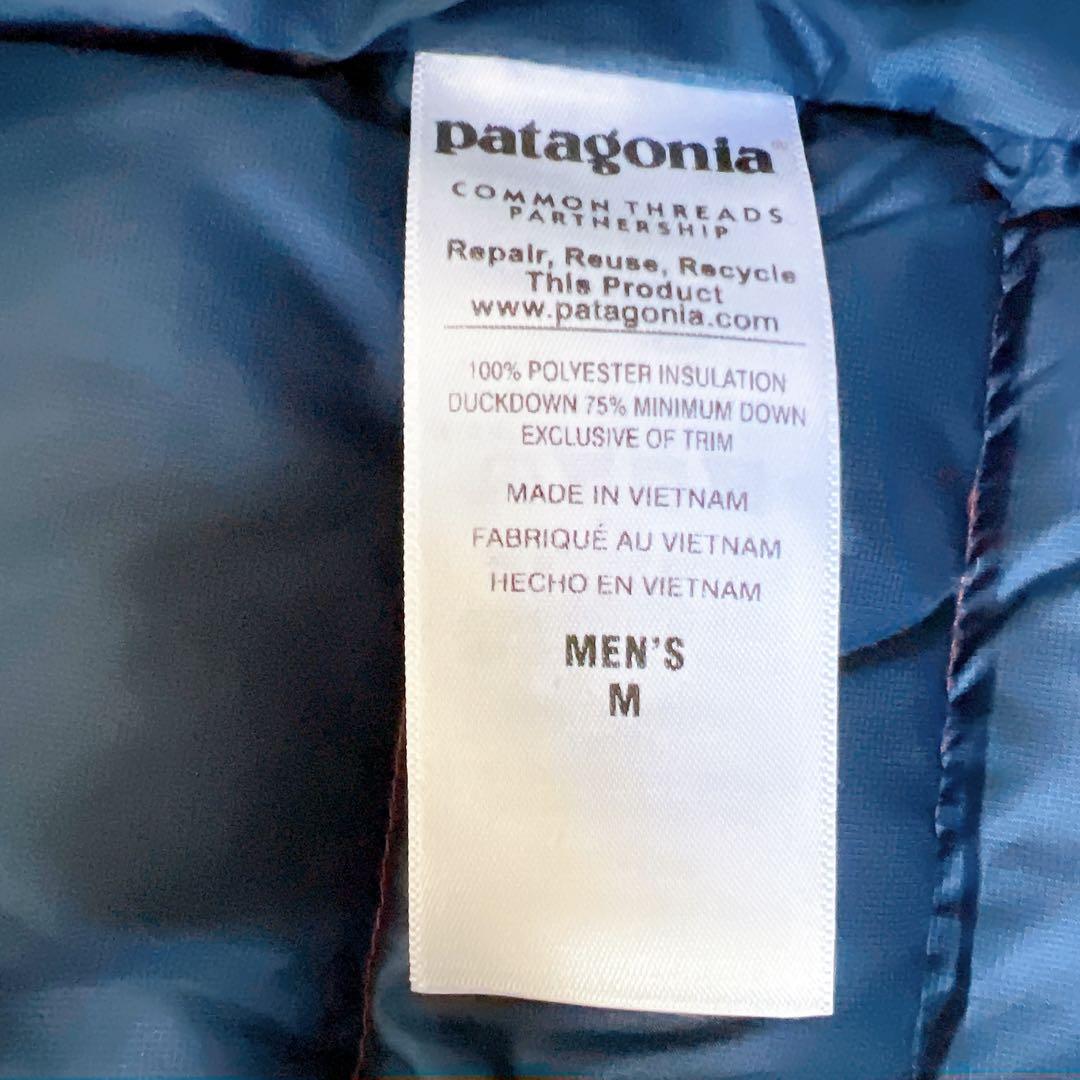 patagonia
COMMON THREADS
PARTNERSHIP
Repair, Reuse, Recycle
This Product
www.patagonia.com
100% POLYESTER INSULATION
DUCKDOWN 75% MINIMUM DOWN
EXCLUSIVE OF TRIM
MADE IN VIETNAM
FABRIQUÉ AU VIETNAM
HECHO EN VIETNAM
MEN'S
M